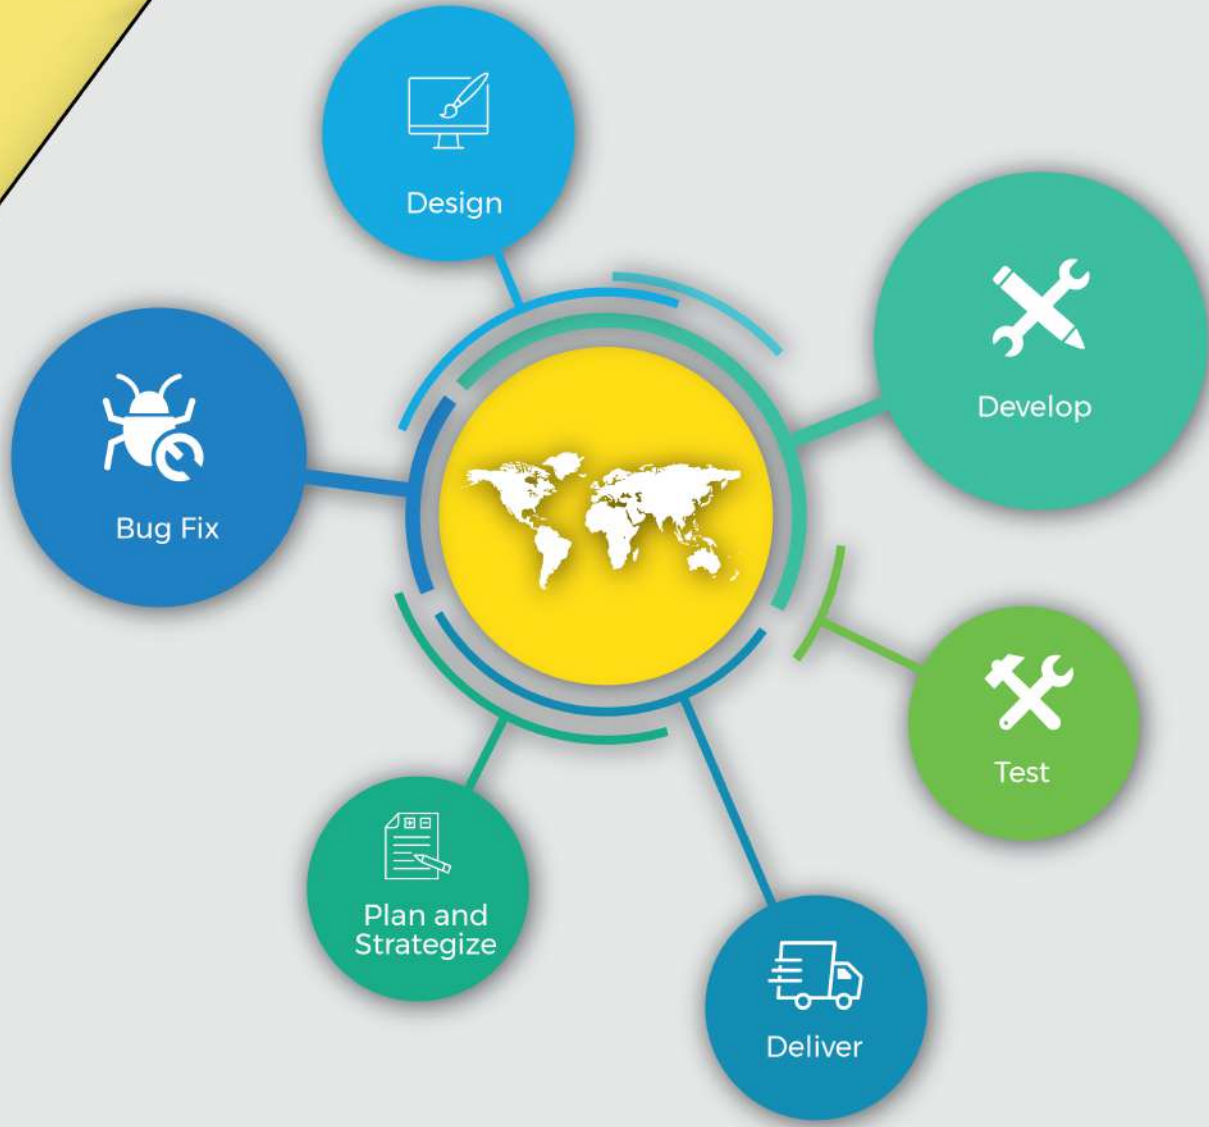 Design
Develop
Bug Fix
Test
Plan and
Strategize
Deliver